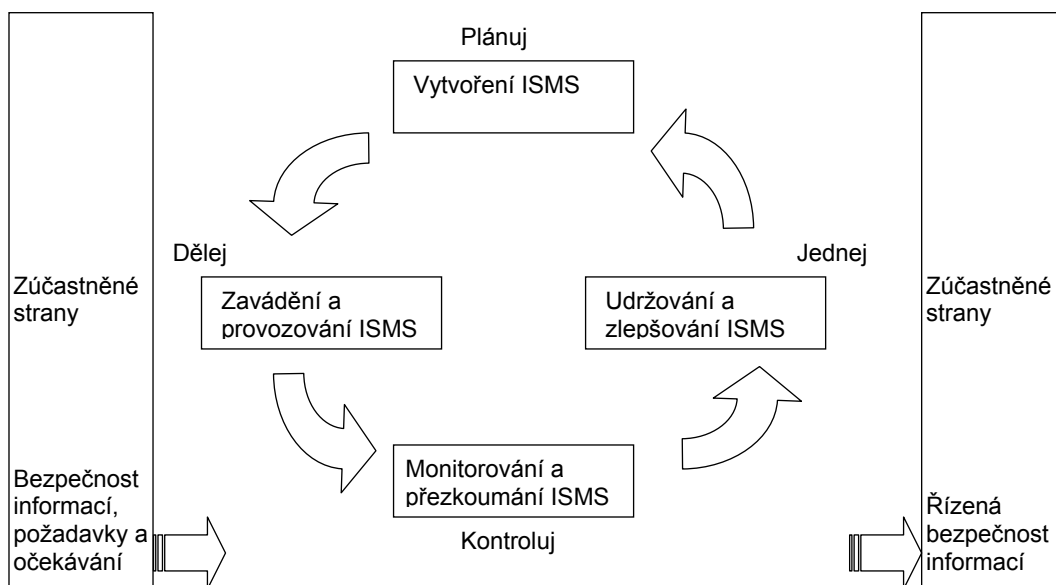 Plánuj
Vytvoření ISMS
Dělej
Jednej
Zúčastněné
strany
Zavádění a
provozování ISMS
Udržování a
zlepšování ISMS
Zúčastněné
strany
Bezpečnost
informací,
požadavky a
očekávání
Monitorování a
přezkoumání ISMS
Kontroluj
Řízená
bezpečnost
informací